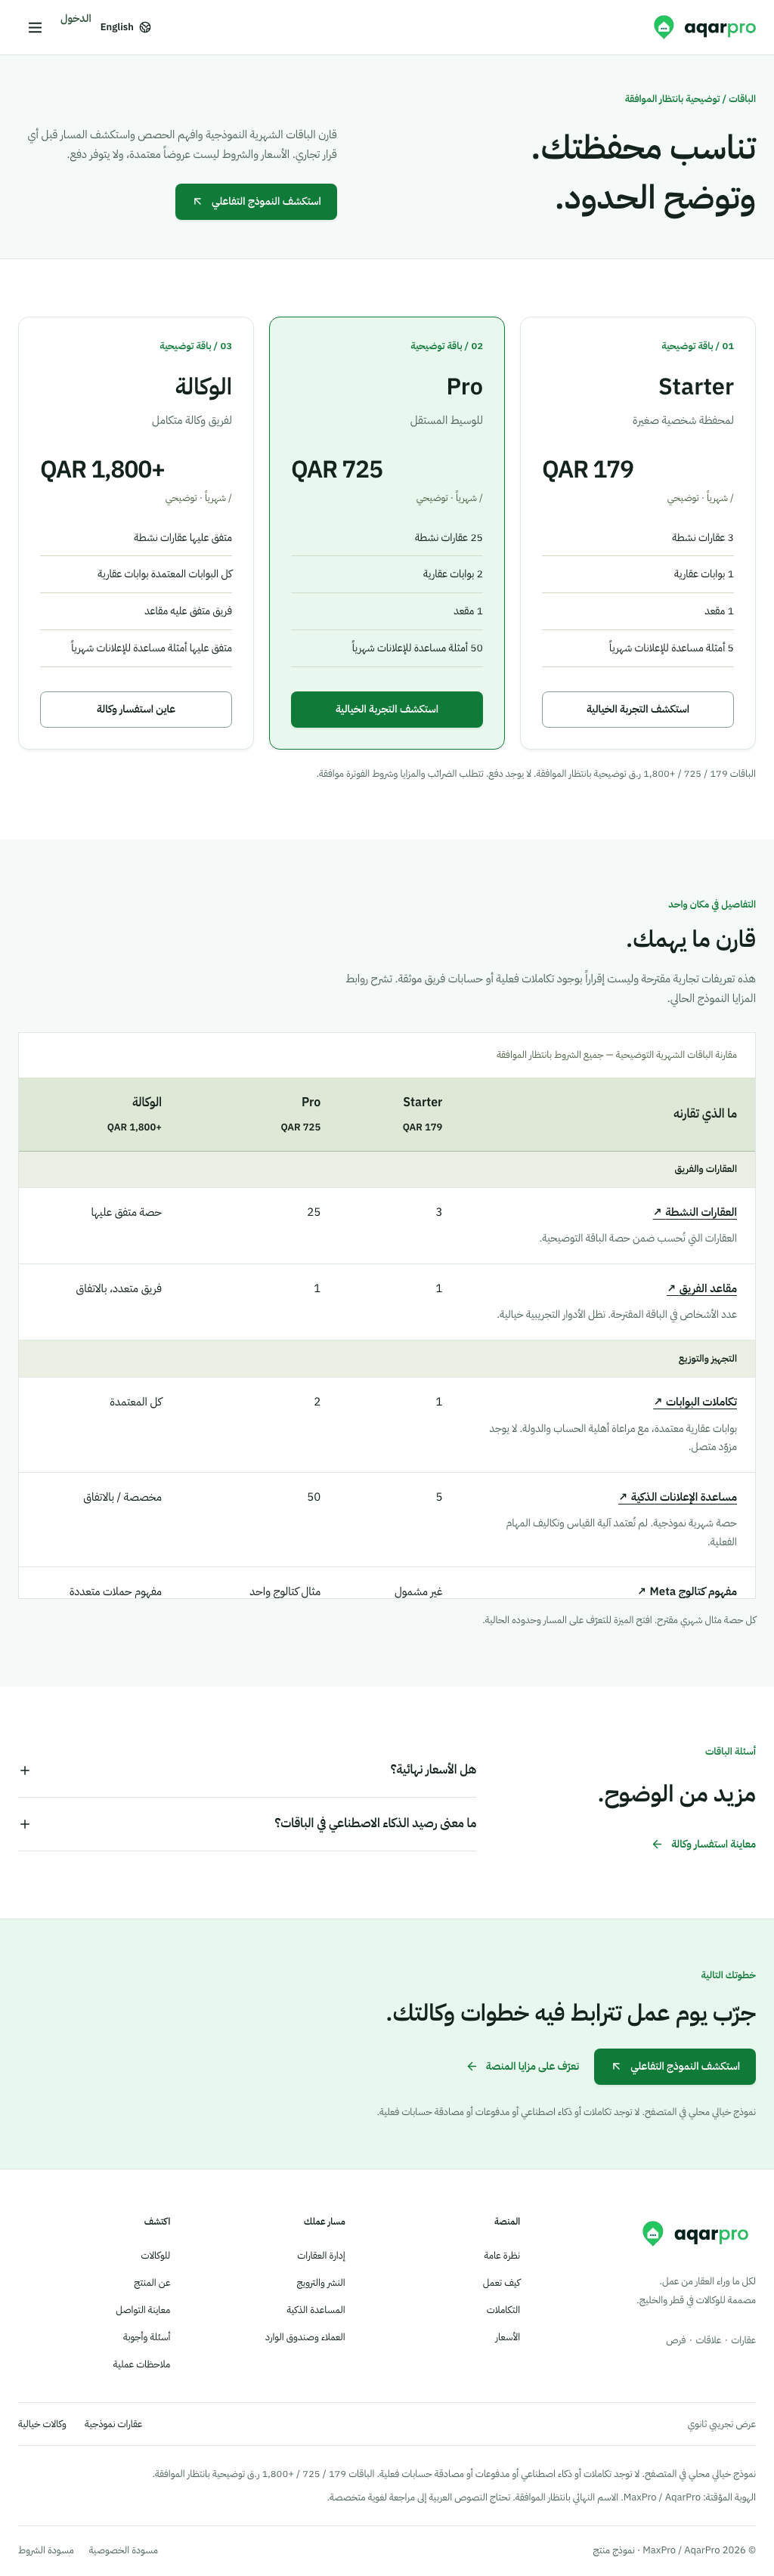 aqarpro
English
الدخول
الباقات / توضيحية بانتظار الموافقة
تناسب محفظتك.
وتوضح الحدود.
قارن الباقات الشهرية النموذجية وافهم الحصص واستكشف المسار قبل أي
قرار تجاري. الأسعار والشروط ليست عروضاً معتمدة، ولا يتوفر دفع.
استكشف النموذج التفاعلي
01 / باقة توضيحية
Starter
لمحفظة شخصية صغيرة
QAR 179
/ شهرياً · توضيحي
3 عقارات نشطة
1 بوابات عقارية
1 مقعد
5 أمثلة مساعدة للإعلانات شهرياً
استكشف التجربة الخيالية
02 / باقة توضيحية
Pro
للوسيط المستقل
QAR 725
/ شهرياً · توضيحي
25 عقارات نشطة
2 بوابات عقارية
1 مقعد
50 أمثلة مساعدة للإعلانات شهرياً
استكشف التجربة الخيالية
03 / باقة توضيحية
الوكالة
لفريق وكالة متكامل
QAR 1,800+
/ شهرياً · توضيحي
متفق عليها عقارات نشطة
كل البوابات المعتمدة بوابات عقارية
فريق متفق عليه مقاعد
متفق عليها أمثلة مساعدة للإعلانات شهرياً
عاين استفسار وكالة
الباقات 179 / 725 / +1,800 ر.ق توضيحية بانتظار الموافقة. لا يوجد دفع. تتطلب الضرائب والمزايا وشروط الفوترة موافقة.
التفاصيل في مكان واحد
قارن ما يهمك.
هذه تعريفات تجارية مقترحة وليست إقراراً بوجود تكاملات فعلية أو حسابات فريق موثقة. تشرح روابط
المزايا النموذج الحالي.
مقارنة الباقات الشهرية التوضيحية — جميع الشروط بانتظار الموافقة
ما الذي تقارنه Starter Pro الوكالة
QAR 179 QAR 725 QAR 1,800+
العقارات والفريق
العقارات النشطة ↗ 3 25 حصة متفق عليها
العقارات التي تُحسب ضمن حصة الباقة التوضيحية.
مقاعد الفريق ↗ 1 1 فريق متعدد، بالاتفاق
عدد الأشخاص في الباقة المقترحة. تظل الأدوار التجريبية خيالية.
التجهيز والتوزيع
تكاملات البوابات ↗ 1 2 كل المعتمدة
بوابات عقارية معتمدة، مع مراعاة أهلية الحساب والدولة. لا يوجد
مزوّد متصل.
مساعدة الإعلانات الذكية ↗ 5 50 مخصصة / بالاتفاق
حصة شهرية نموذجية. لم تُعتمد آلية القياس وتكاليف المهام
الفعلية.
مفهوم كتالوج Meta ↗ غير مشمول مثال كتالوج واحد مفهوم حملات متعددة
كل حصة مثال شهري مقترح. افتح الميزة للتعرّف على المسار وحدوده الحالية.
أسئلة الباقات
مزيد من الوضوح.
معاينة استفسار وكالة
هل الأسعار نهائية؟
ما معنى رصيد الذكاء الاصطناعي في الباقات؟
خطوتك التالية
جرّب يوم عمل تترابط فيه خطوات وكالتك.
استكشف النموذج التفاعلي
تعرّف على مزايا المنصة
نموذج خيالي محلي في المتصفح. لا توجد تكاملات أو ذكاء اصطناعي أو مدفوعات أو مصادقة حسابات فعلية.
aqarpro
لكل ما وراء العقار من عمل.
مصممة للوكالات في قطر والخليج.
عقارات · علاقات · فرص
المنصة
نظرة عامة
كيف تعمل
التكاملات
الأسعار
مسار عملك
إدارة العقارات
النشر والترويج
المساعدة الذكية
العملاء وصندوق الوارد
اكتشف
للوكالات
عن المنتج
معاينة التواصل
أسئلة وأجوبة
ملاحظات عملية
عرض تجريبي ثانوي
عقارات نموذجية
وكالات خيالية
نموذج خيالي محلي في المتصفح. لا توجد تكاملات أو ذكاء اصطناعي أو مدفوعات أو مصادقة حسابات فعلية. الباقات 179 / 725 / +1,800 ر.ق توضيحية بانتظار الموافقة.
الهوية المؤقتة: MaxPro / AqarPro. الاسم النهائي بانتظار الموافقة. تحتاج النصوص العربية إلى مراجعة لغوية متخصصة.
© 2026 MaxPro / AqarPro · نموذج منتج
مسودة الخصوصية
مسودة الشروط